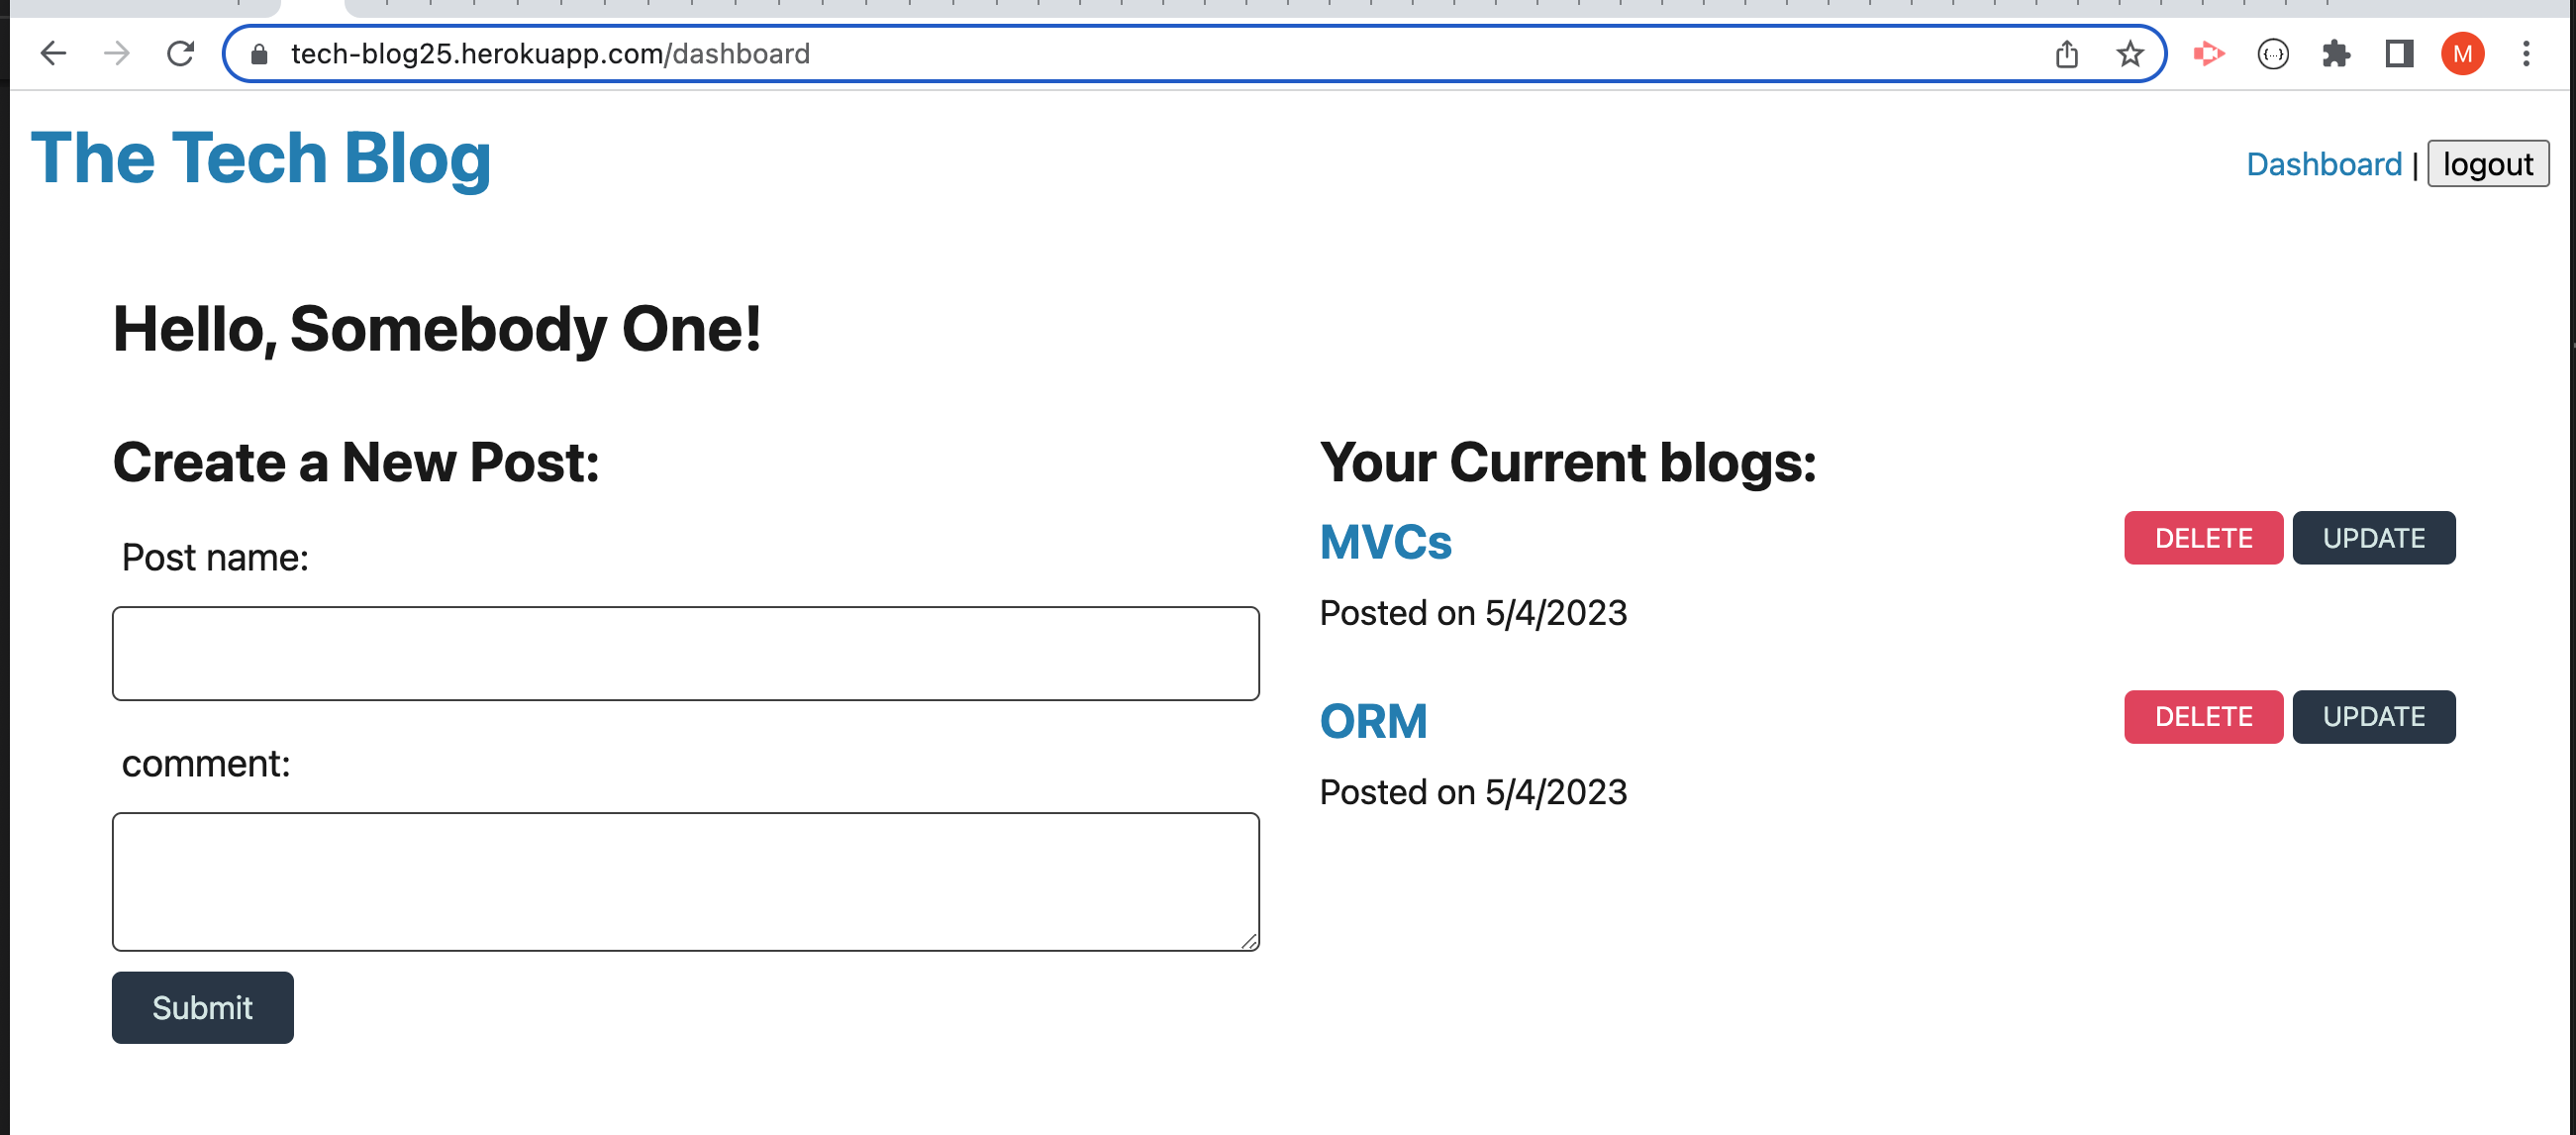 tech-blog25.herokuapp.com/dashboard
M
The Tech Blog
Dashboard | logout
Hello, Somebody One!
Create a New Post:
Post name:
comment:
Submit
Your Current blogs:
MVCs
DELETE UPDATE
Posted on 5/4/2023
ORM
DELETE UPDATE
Posted on 5/4/2023